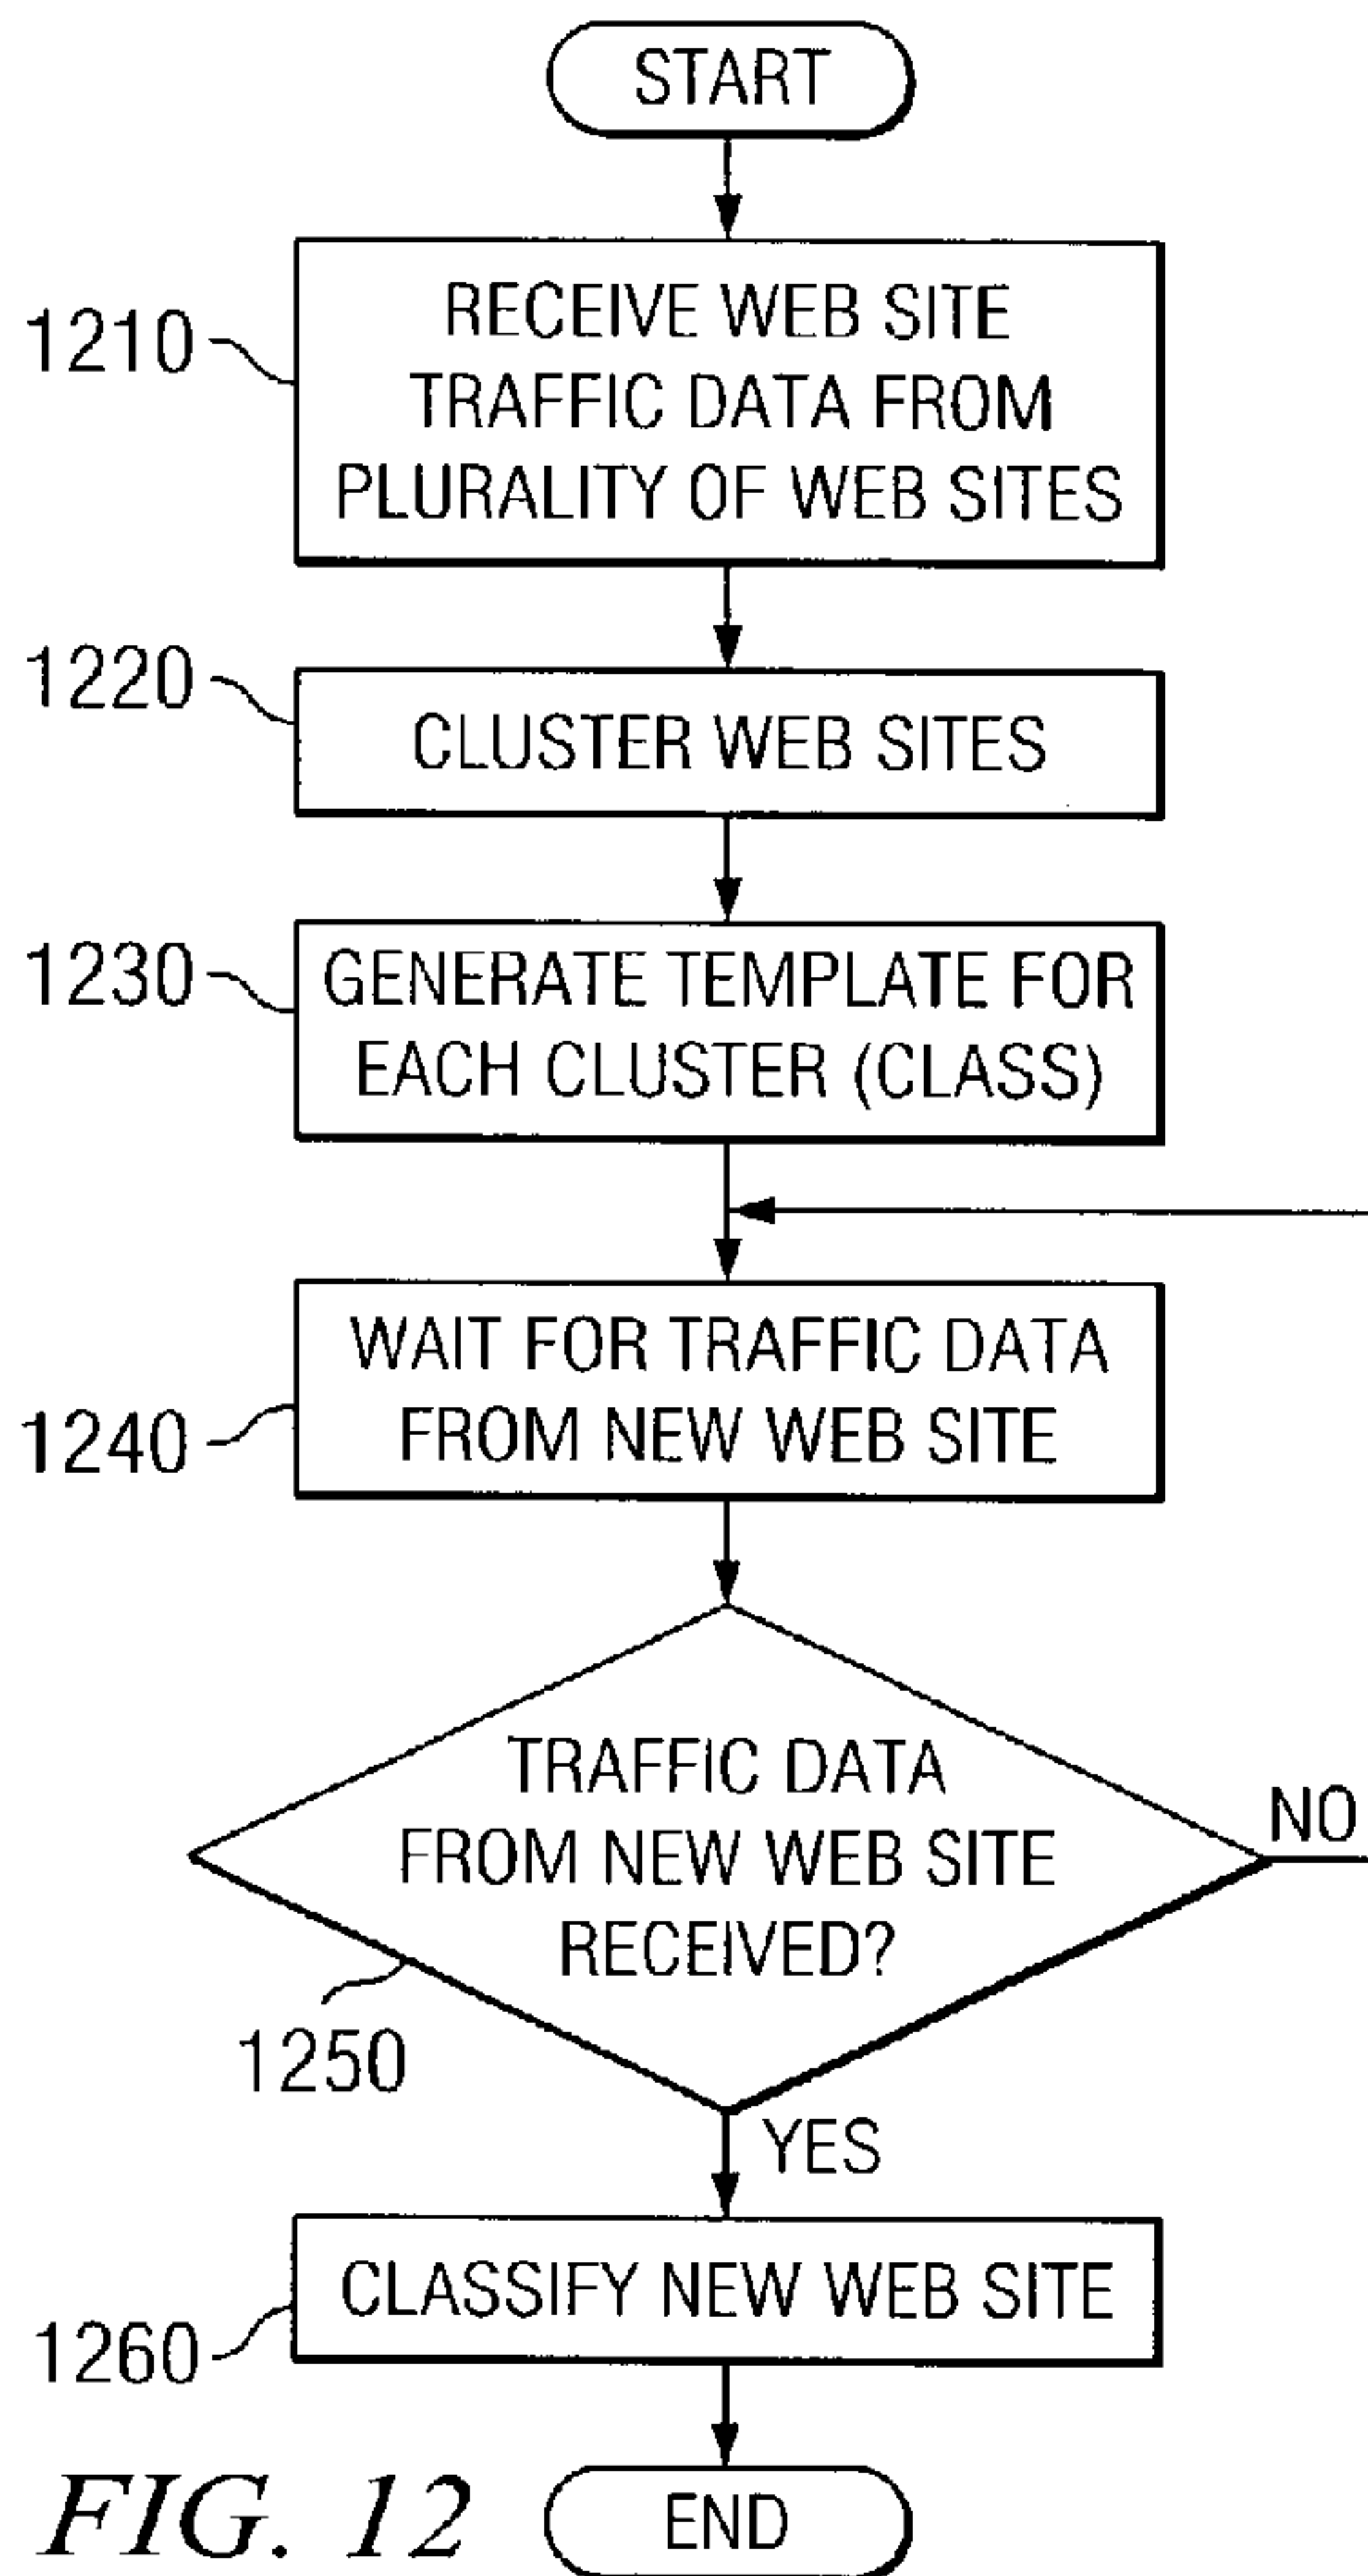 START
1210
RECEIVE WEB SITE
TRAFFIC DATA FROM
PLURALITY OF WEB SITES
1220
CLUSTER WEB SITES
1230
GENERATE TEMPLATE FOR
EACH CLUSTER (CLASS)
WAIT FOR TRAFFIC DATA
FROM NEW WEB SITE
1240
TRAFFIC DATA
FROM NEW WEB SITE
RECEIVED?
NO
1250
YES
CLASSIFY NEW WEB SITE
1260
END
FIG. 12